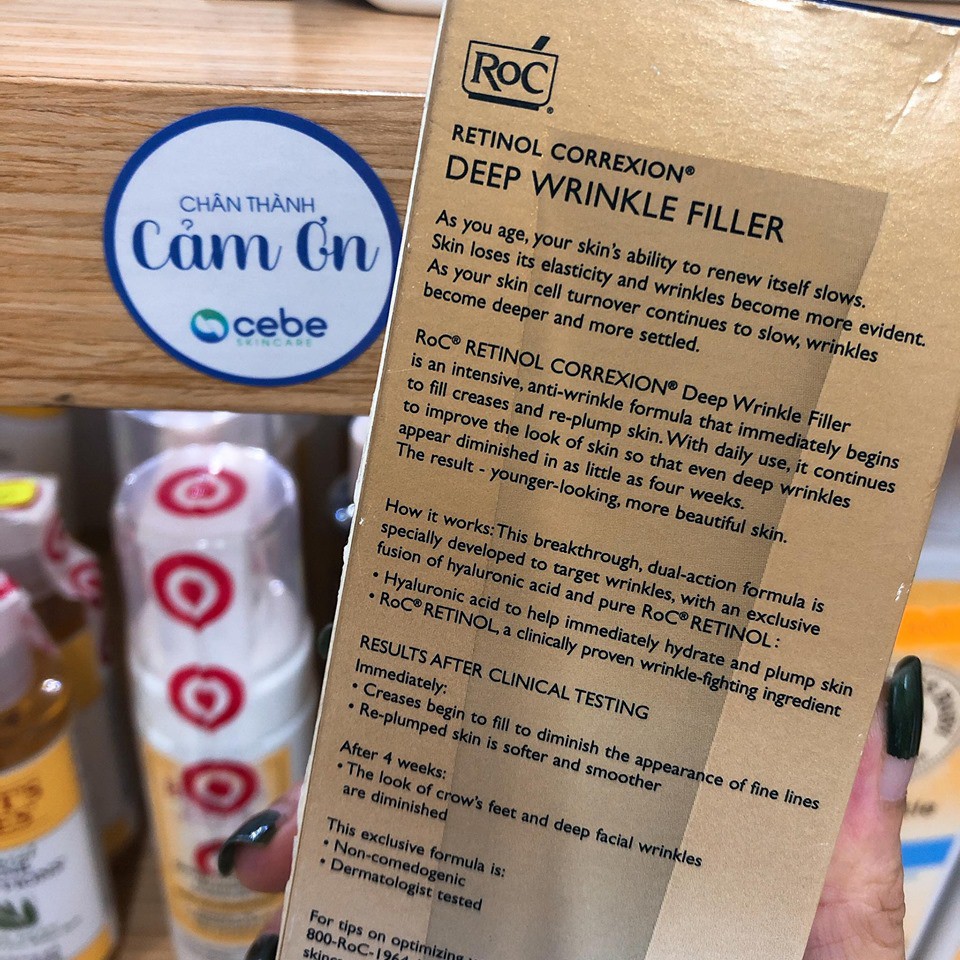 RoC®
RETINOL CORREXION®
DEEP WRINKLE FILLER
As you age, your skin's ability to renew itself slows.
Skin loses its elasticity and wrinkles become more evident.
As your skin cell turnover continues to slow, wrinkles
become deeper and more settled.
RoC® RETINOL CORREXION® Deep Wrinkle Filler
is an intensive, anti-wrinkle formula that immediately begins
to fill creases and re-plump skin. With daily use, it continues
to improve the look of skin so that even deep wrinkles
appear diminished in as little as four weeks.
The result - younger-looking, more beautiful skin.
How it works: This breakthrough, dual-action formula is
specially developed to target wrinkles, with an exclusive
fusion of hyaluronic acid and pure RoC® RETINOL:
• Hyaluronic acid to help immediately hydrate and plump skin
• RoC® RETINOL, a clinically proven wrinkle-fighting ingredient
RESULTS AFTER CLINICAL TESTING
Immediately:
• Creases begin to fill to diminish the appearance of fine lines
• Re-plumped skin is softer and smoother
After 4 weeks:
• The look of crow's feet and deep facial wrinkles
are diminished
This exclusive formula is:
• Non-comedogenic
• Dermatologist tested
For tips on optimizing
800-RoC-1964
CHÂN THÀNH
Cảm Ơn
cebe
SKINCARE